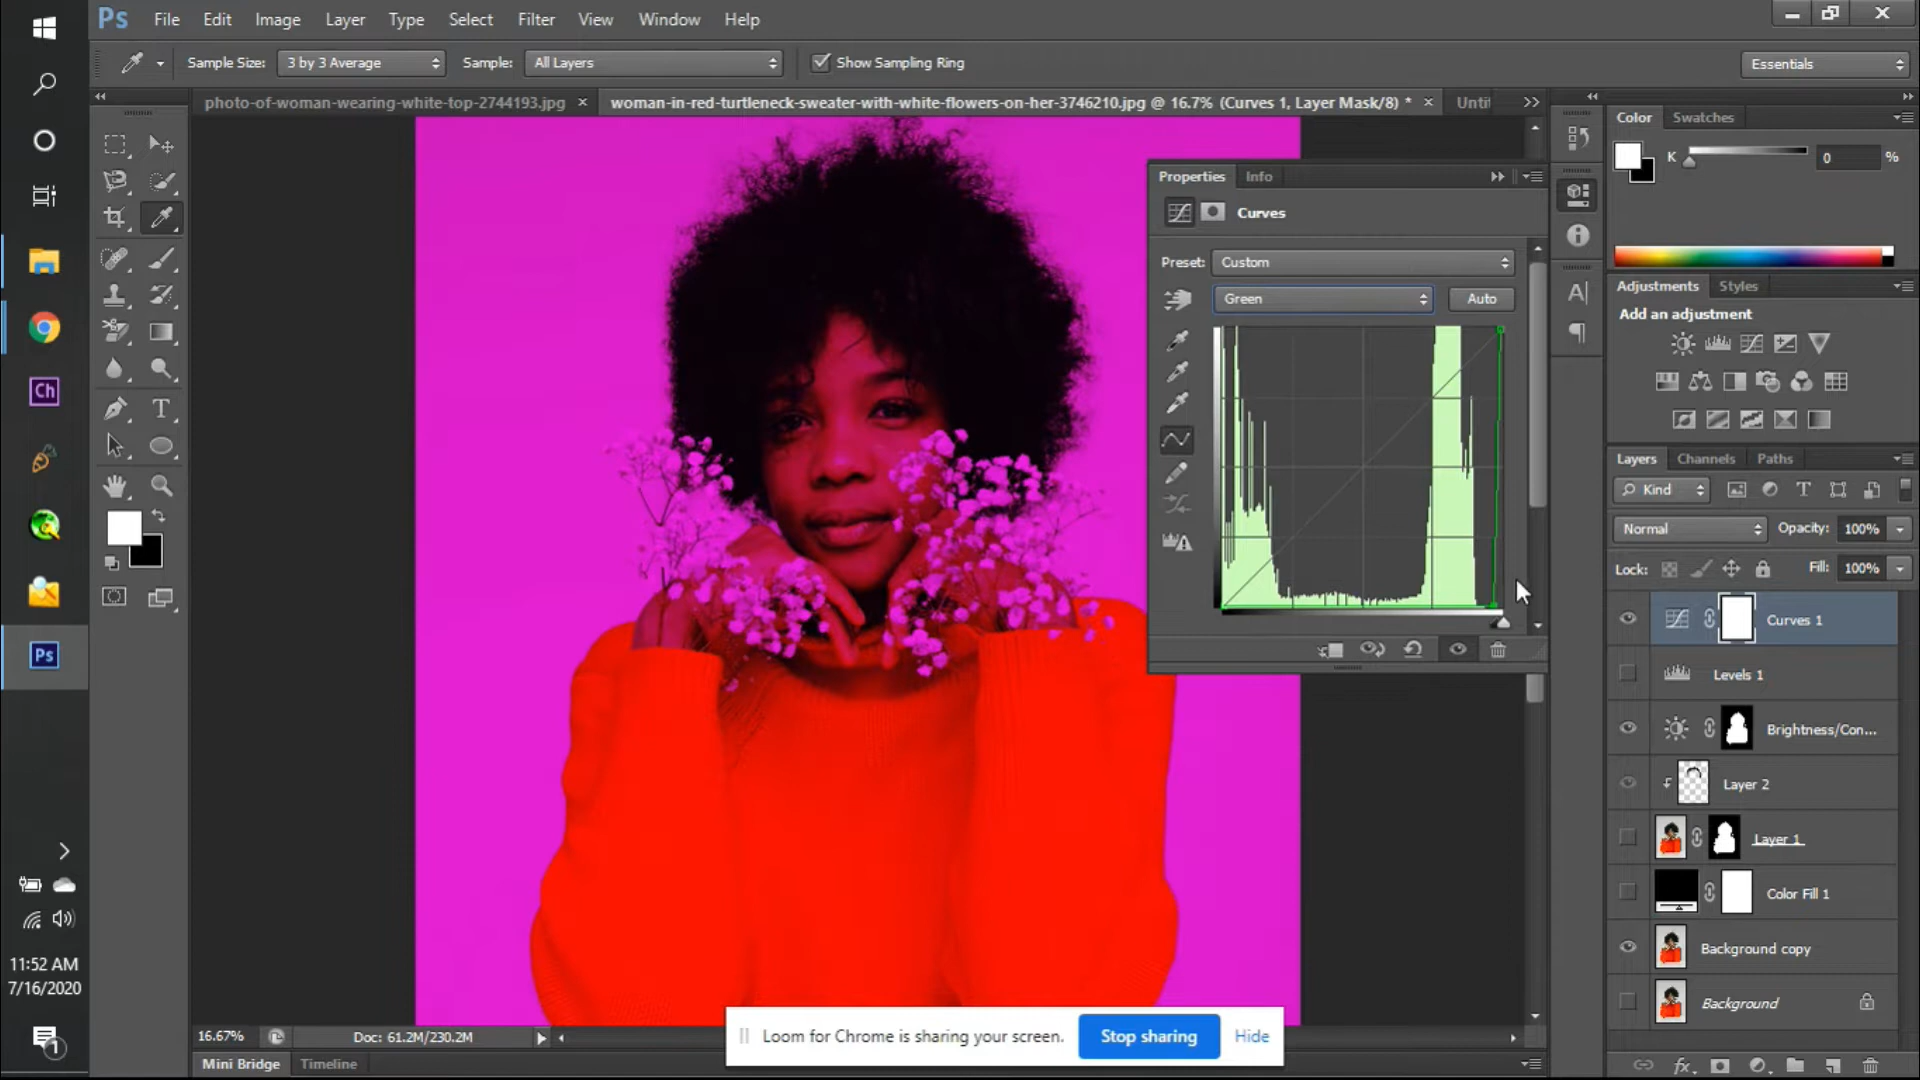 Ps File Edit Image Layer Type Select Filter View Window Help
Sample Size: 3 by 3 Average Sample: All Layers Show Sampling Ring Essentials
photo-of-woman-wearing-white-top-2744193.jpg × woman-in-red-turtleneck-sweater-with-white-flowers-on-her-3746210.jpg @ 16.7% (Curves 1, Layer Mask/8) * × Unti >>
Color Swatches
K 0 %
Properties Info
Curves
Preset: Custom
Green Auto
Adjustments Styles
Add an adjustment
Layers Channels Paths
Kind
Normal Opacity: 100%
Lock: Fill: 100%
Curves 1
Levels 1
Brightness/Con...
Layer 2
Layer 1
Color Fill 1
Background copy
Background
Ch
Ps
11:52 AM
7/16/2020
1
16.67% Doc: 61.2M/230.2M
Loom for Chrome is sharing your screen. Stop sharing Hide
Mini Bridge Timeline